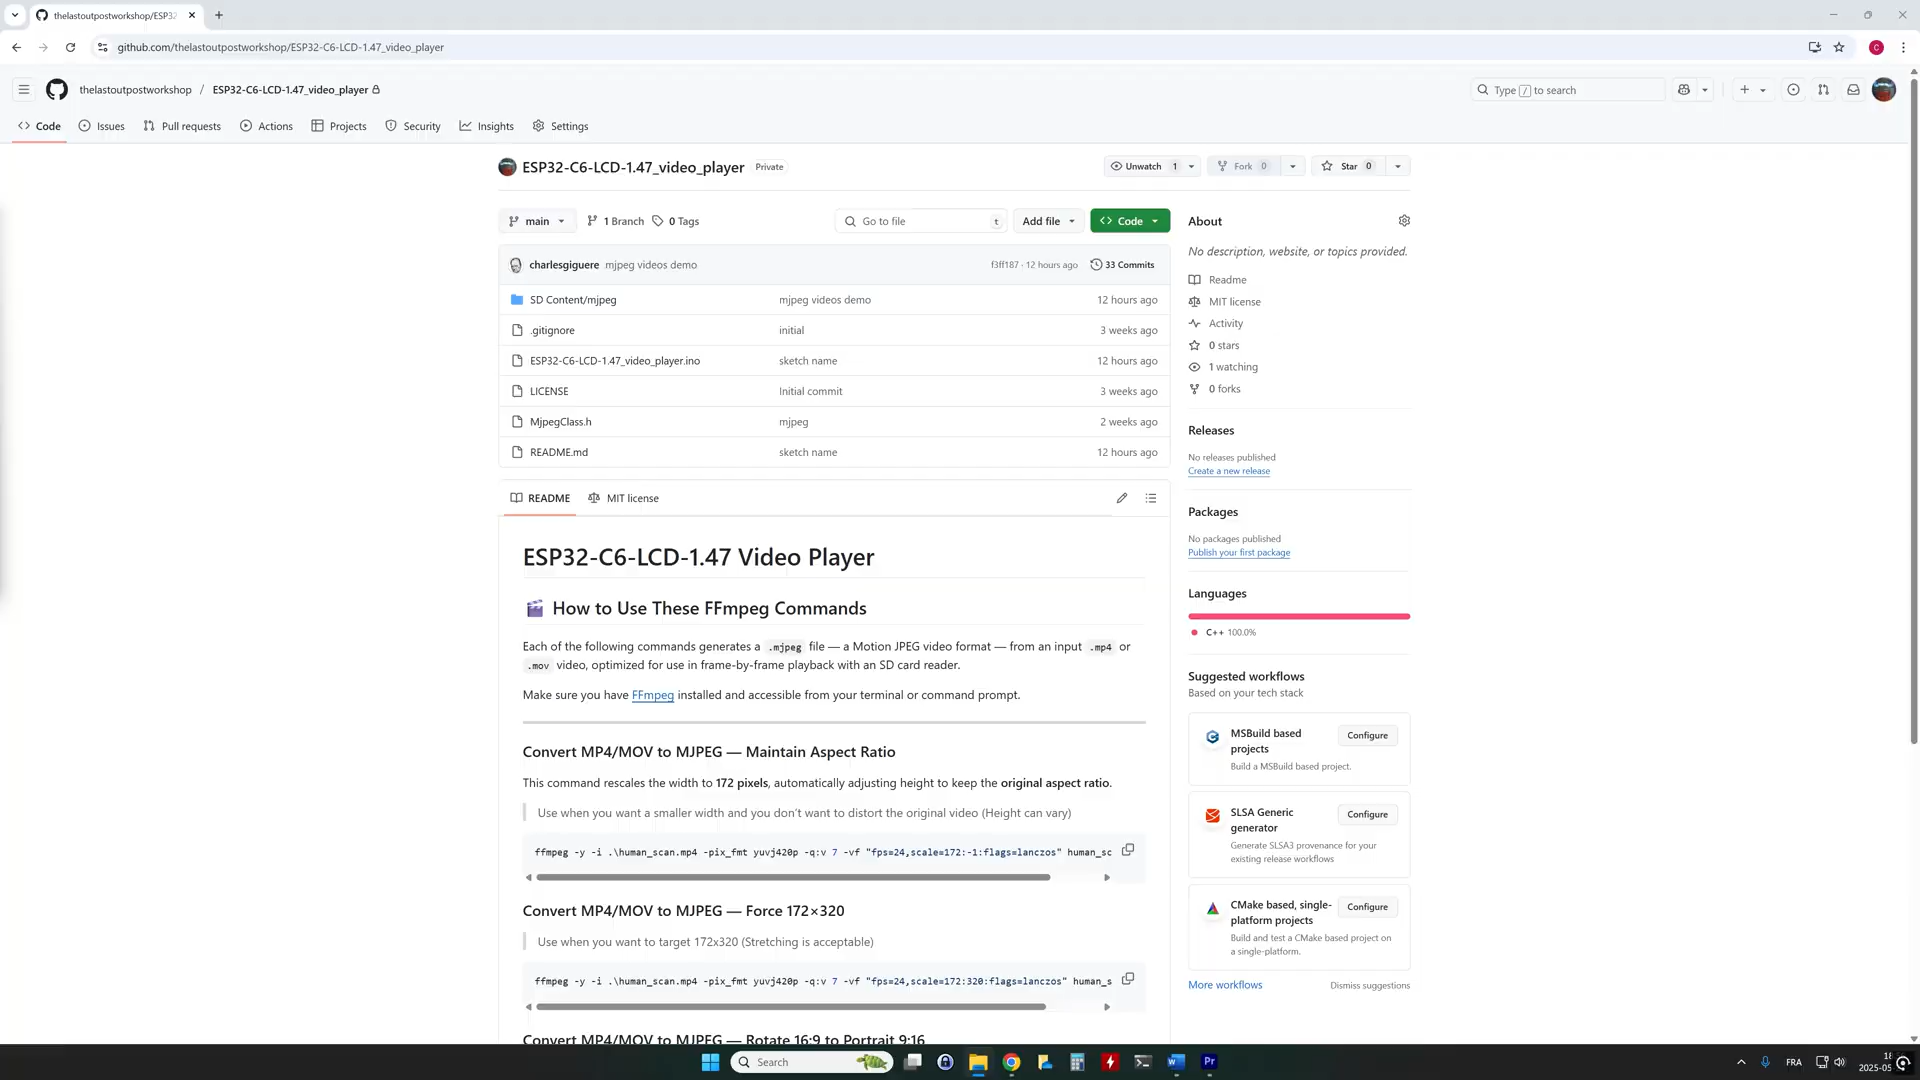 thelastoutpostworkshop/ESP32
github.com/thelastoutpostworkshop/ESP32-C6-LCD-1.47_video_player
C
thelastoutpostworkshop / ESP32-C6-LCD-1.47_video_player
Type / to search
Code Issues Pull requests Actions Projects Security Insights Settings
ESP32-C6-LCD-1.47_video_player Private
Unwatch 1 Fork 0 Star 0
main 1 Branch 0 Tags Go to file t Add file Code
charlesgiguere mjpeg videos demo f3ff187 · 12 hours ago 33 Commits
SD Content/mjpeg mjpeg videos demo 12 hours ago
.gitignore initial 3 weeks ago
ESP32-C6-LCD-1.47_video_player.ino sketch name 12 hours ago
LICENSE Initial commit 3 weeks ago
MjpegClass.h mjpeg 2 weeks ago
README.md sketch name 12 hours ago
README MIT license
ESP32-C6-LCD-1.47 Video Player
How to Use These FFmpeg Commands
Each of the following commands generates a .mjpeg file — a Motion JPEG video format — from an input .mp4 or
.mov video, optimized for use in frame-by-frame playback with an SD card reader.
Make sure you have FFmpeg installed and accessible from your terminal or command prompt.
Convert MP4/MOV to MJPEG — Maintain Aspect Ratio
This command rescales the width to 172 pixels, automatically adjusting height to keep the original aspect ratio.
Use when you want a smaller width and you don’t want to distort the original video (Height can vary)
ffmpeg -y -i .\human_scan.mp4 -pix_fmt yuvj420p -q:v 7 -vf "fps=24,scale=172:-1:flags=lanczos" human_sc
Convert MP4/MOV to MJPEG — Force 172×320
Use when you want to target 172x320 (Stretching is acceptable)
ffmpeg -y -i .\human_scan.mp4 -pix_fmt yuvj420p -q:v 7 -vf "fps=24,scale=172:320:flags=lanczos" human_s
Convert MP4/MOV to MJPEG — Rotate 16:9 to Portrait 9:16
About
No description, website, or topics provided.
Readme
MIT license
Activity
0 stars
1 watching
0 forks
Releases
No releases published
Create a new release
Packages
No packages published
Publish your first package
Languages
C++ 100.0%
Suggested workflows
Based on your tech stack
MSBuild based
projects
Configure
Build a MSBuild based project.
SLSA Generic
generator
Configure
Generate SLSA3 provenance for your
existing release workflows
CMake based, single-
platform projects
Configure
Build and test a CMake based project on
a single-platform.
More workflows Dismiss suggestions
Search
W
Pr
FRA
18
2025-05